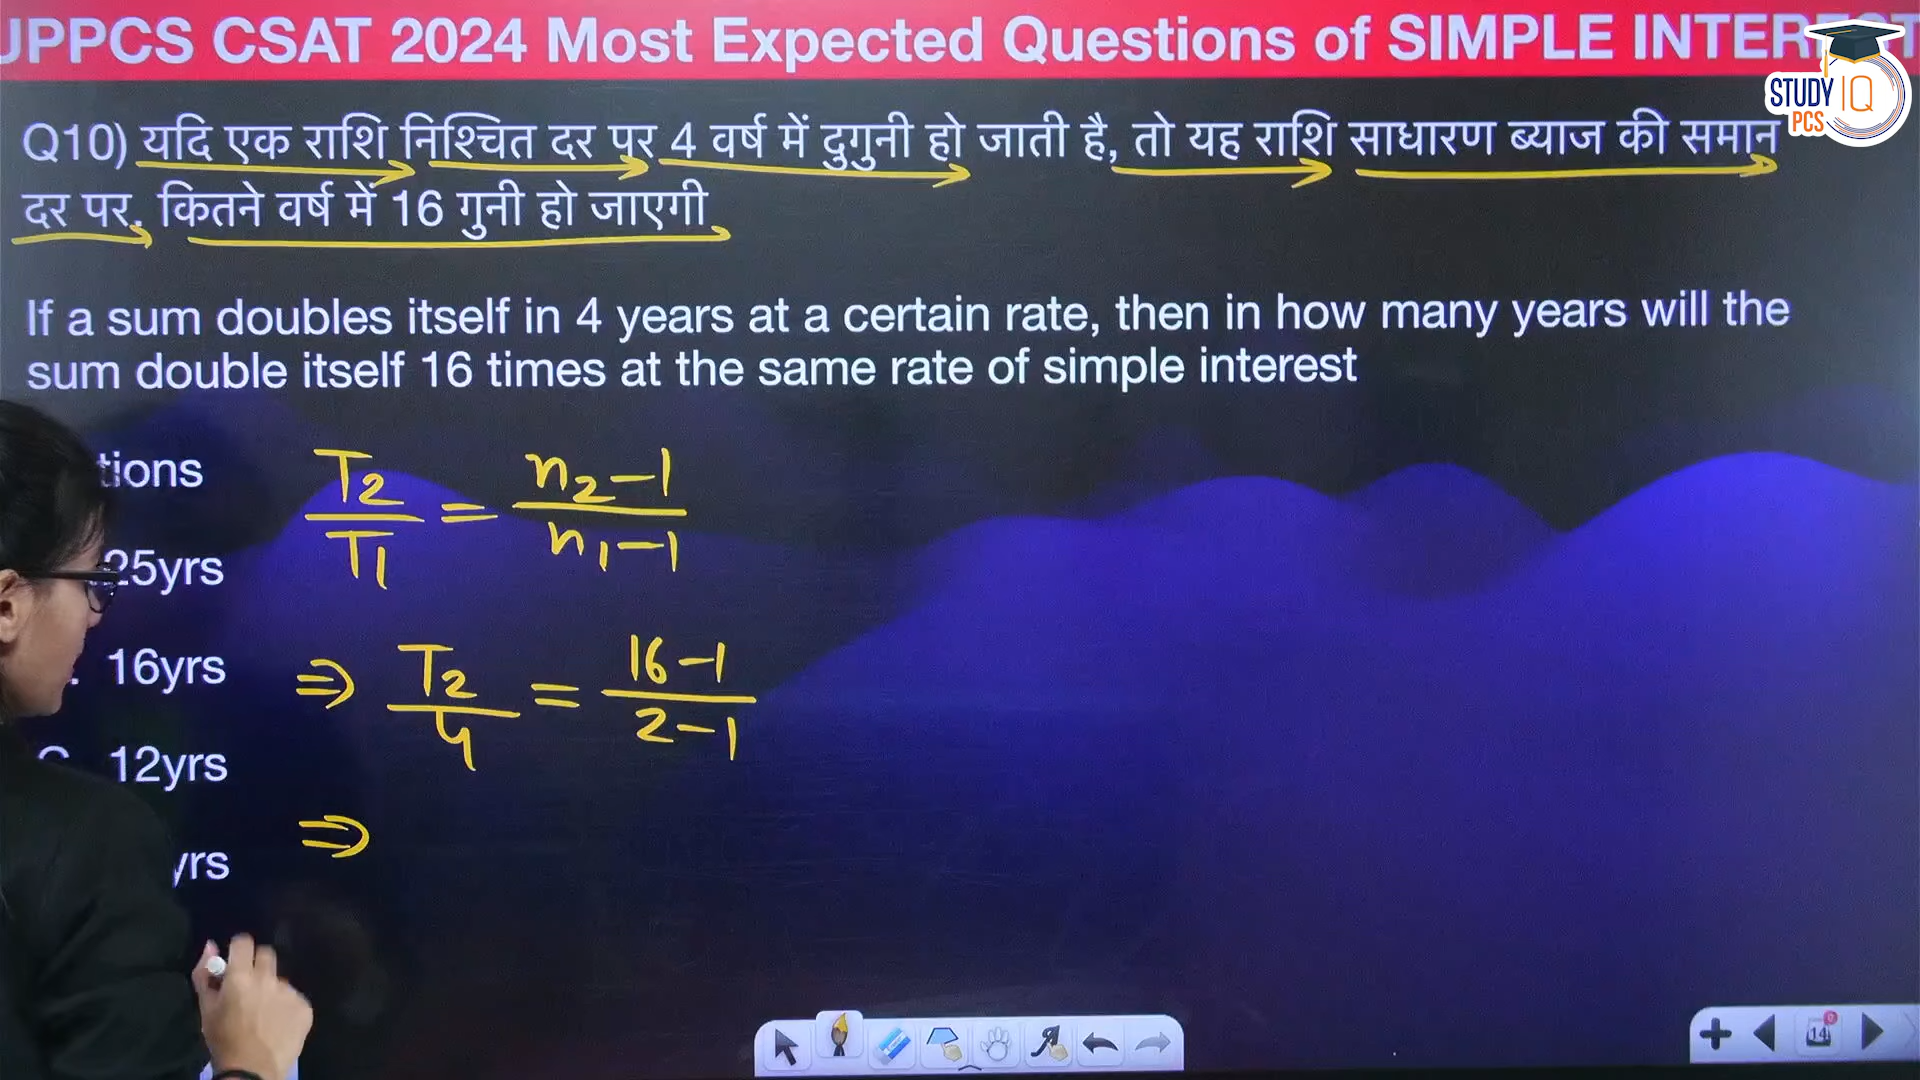 UPPCS CSAT 2024 Most Expected Questions of SIMPLE INTEREST
STUDY IQ
PCS
Q10) यदि एक राशि निश्चित दर पर 4 वर्ष में दुगुनी हो जाती है, तो यह राशि साधारण ब्याज की समान
दर पर. कितने वर्ष में 16 गुनी हो जाएगी
If a sum doubles itself in 4 years at a certain rate, then in how many years will the
sum double itself 16 times at the same rate of simple interest
tions
25yrs
16yrs
C. 12yrs
yrs
T2/T1 = n2-1/n1-1
⇒ T2/4 = 16-1/2-1
⇒
14